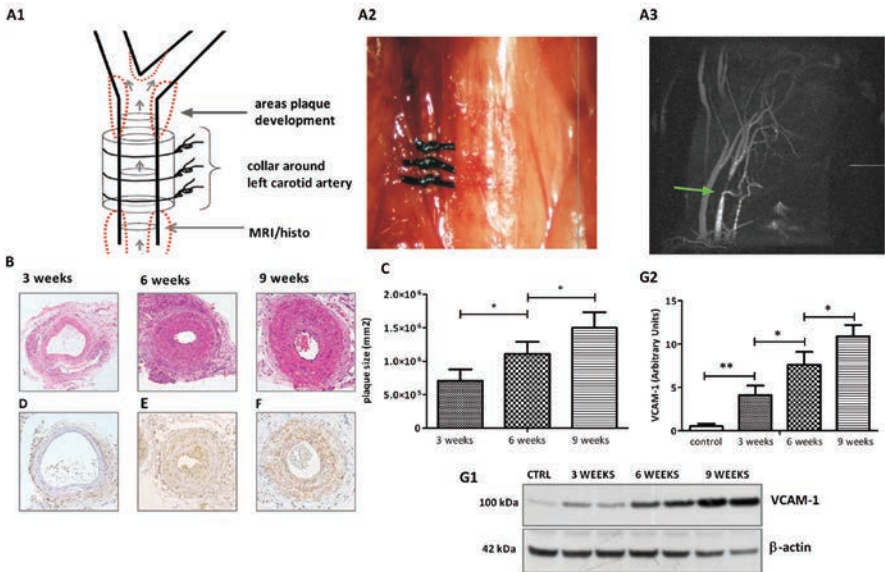 A1
areas plaque
development
collar around
left carotid artery
MRI/histo
A2
A3
B
3 weeks
6 weeks
9 weeks
D
E
F
C
plaque size (mm2)
2.0×10⁶
1.5×10⁶
1.0×10⁶
5.0×10⁵
0
*
*
3 weeks
6 weeks
9 weeks
G2
VCAM-1 (Arbitrary Units)
15
10
5
0
**
*
*
control
3 weeks
6 weeks
9 weeks
G1
CTRL 3 WEEKS 6 WEEKS 9 WEEKS
100 kDa
VCAM-1
42 kDa
β-actin